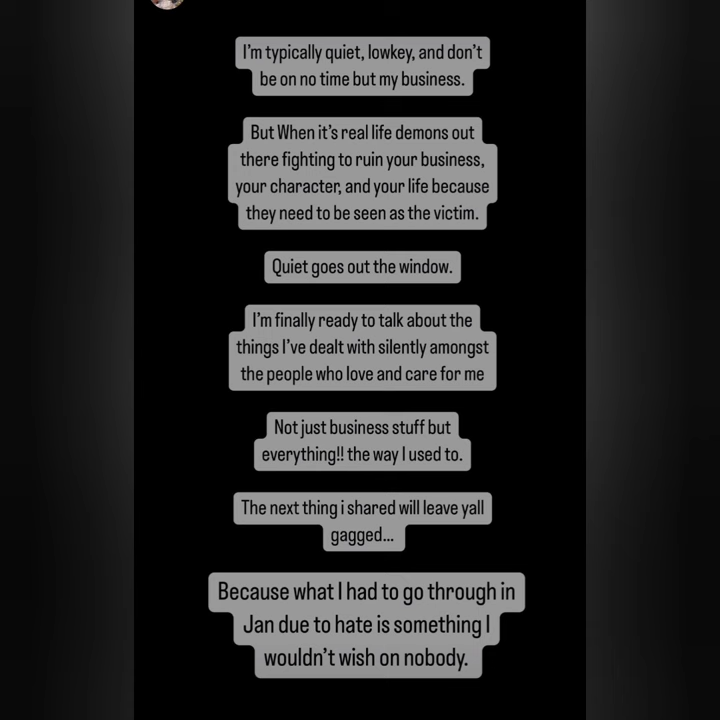 I'm typically quiet, lowkey, and don't
be on no time but my business.
But When it's real life demons out
there fighting to ruin your business,
your character, and your life because
they need to be seen as the victim.
Quiet goes out the window.
I'm finally ready to talk about the
things I've dealt with silently amongst
the people who love and care for me
Not just business stuff but
everything!! the way I used to.
The next thing i shared will leave yall
gagged...
Because what I had to go through in
Jan due to hate is something I
wouldn't wish on nobody.